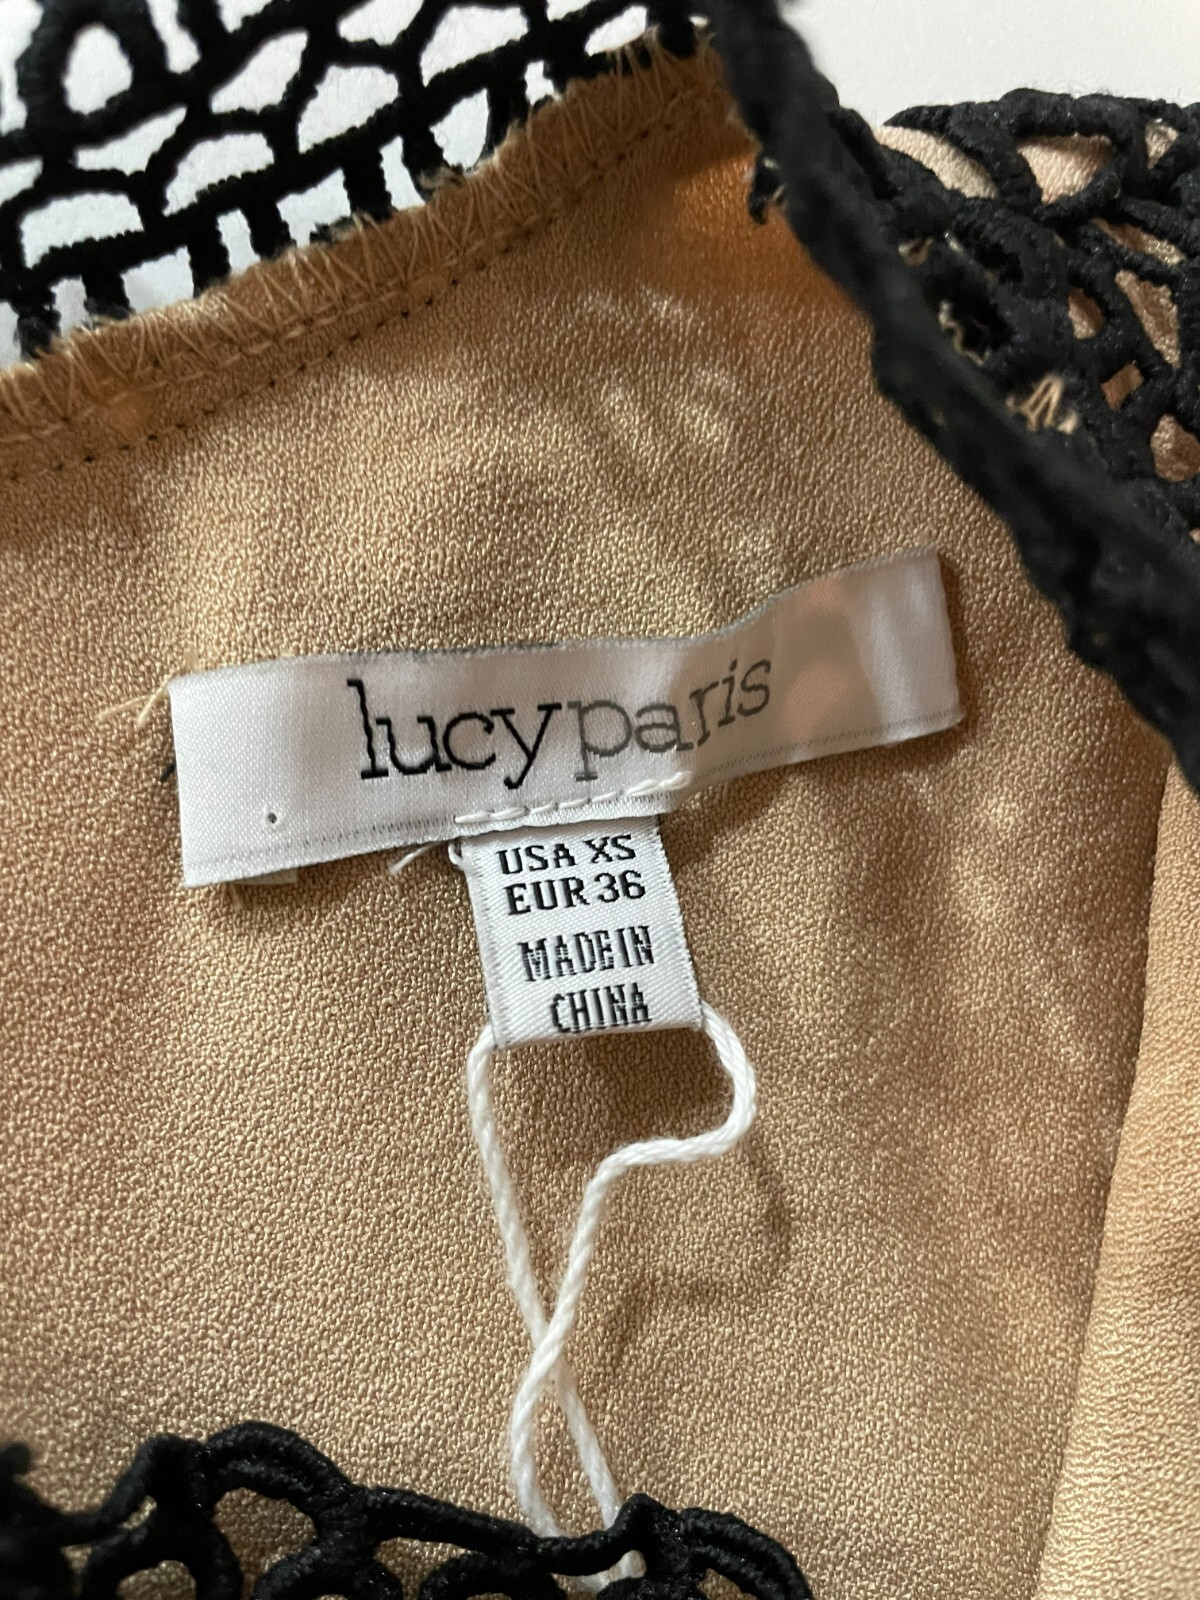 lucy paris
USA XS
EUR 36
MADE IN
CHINA